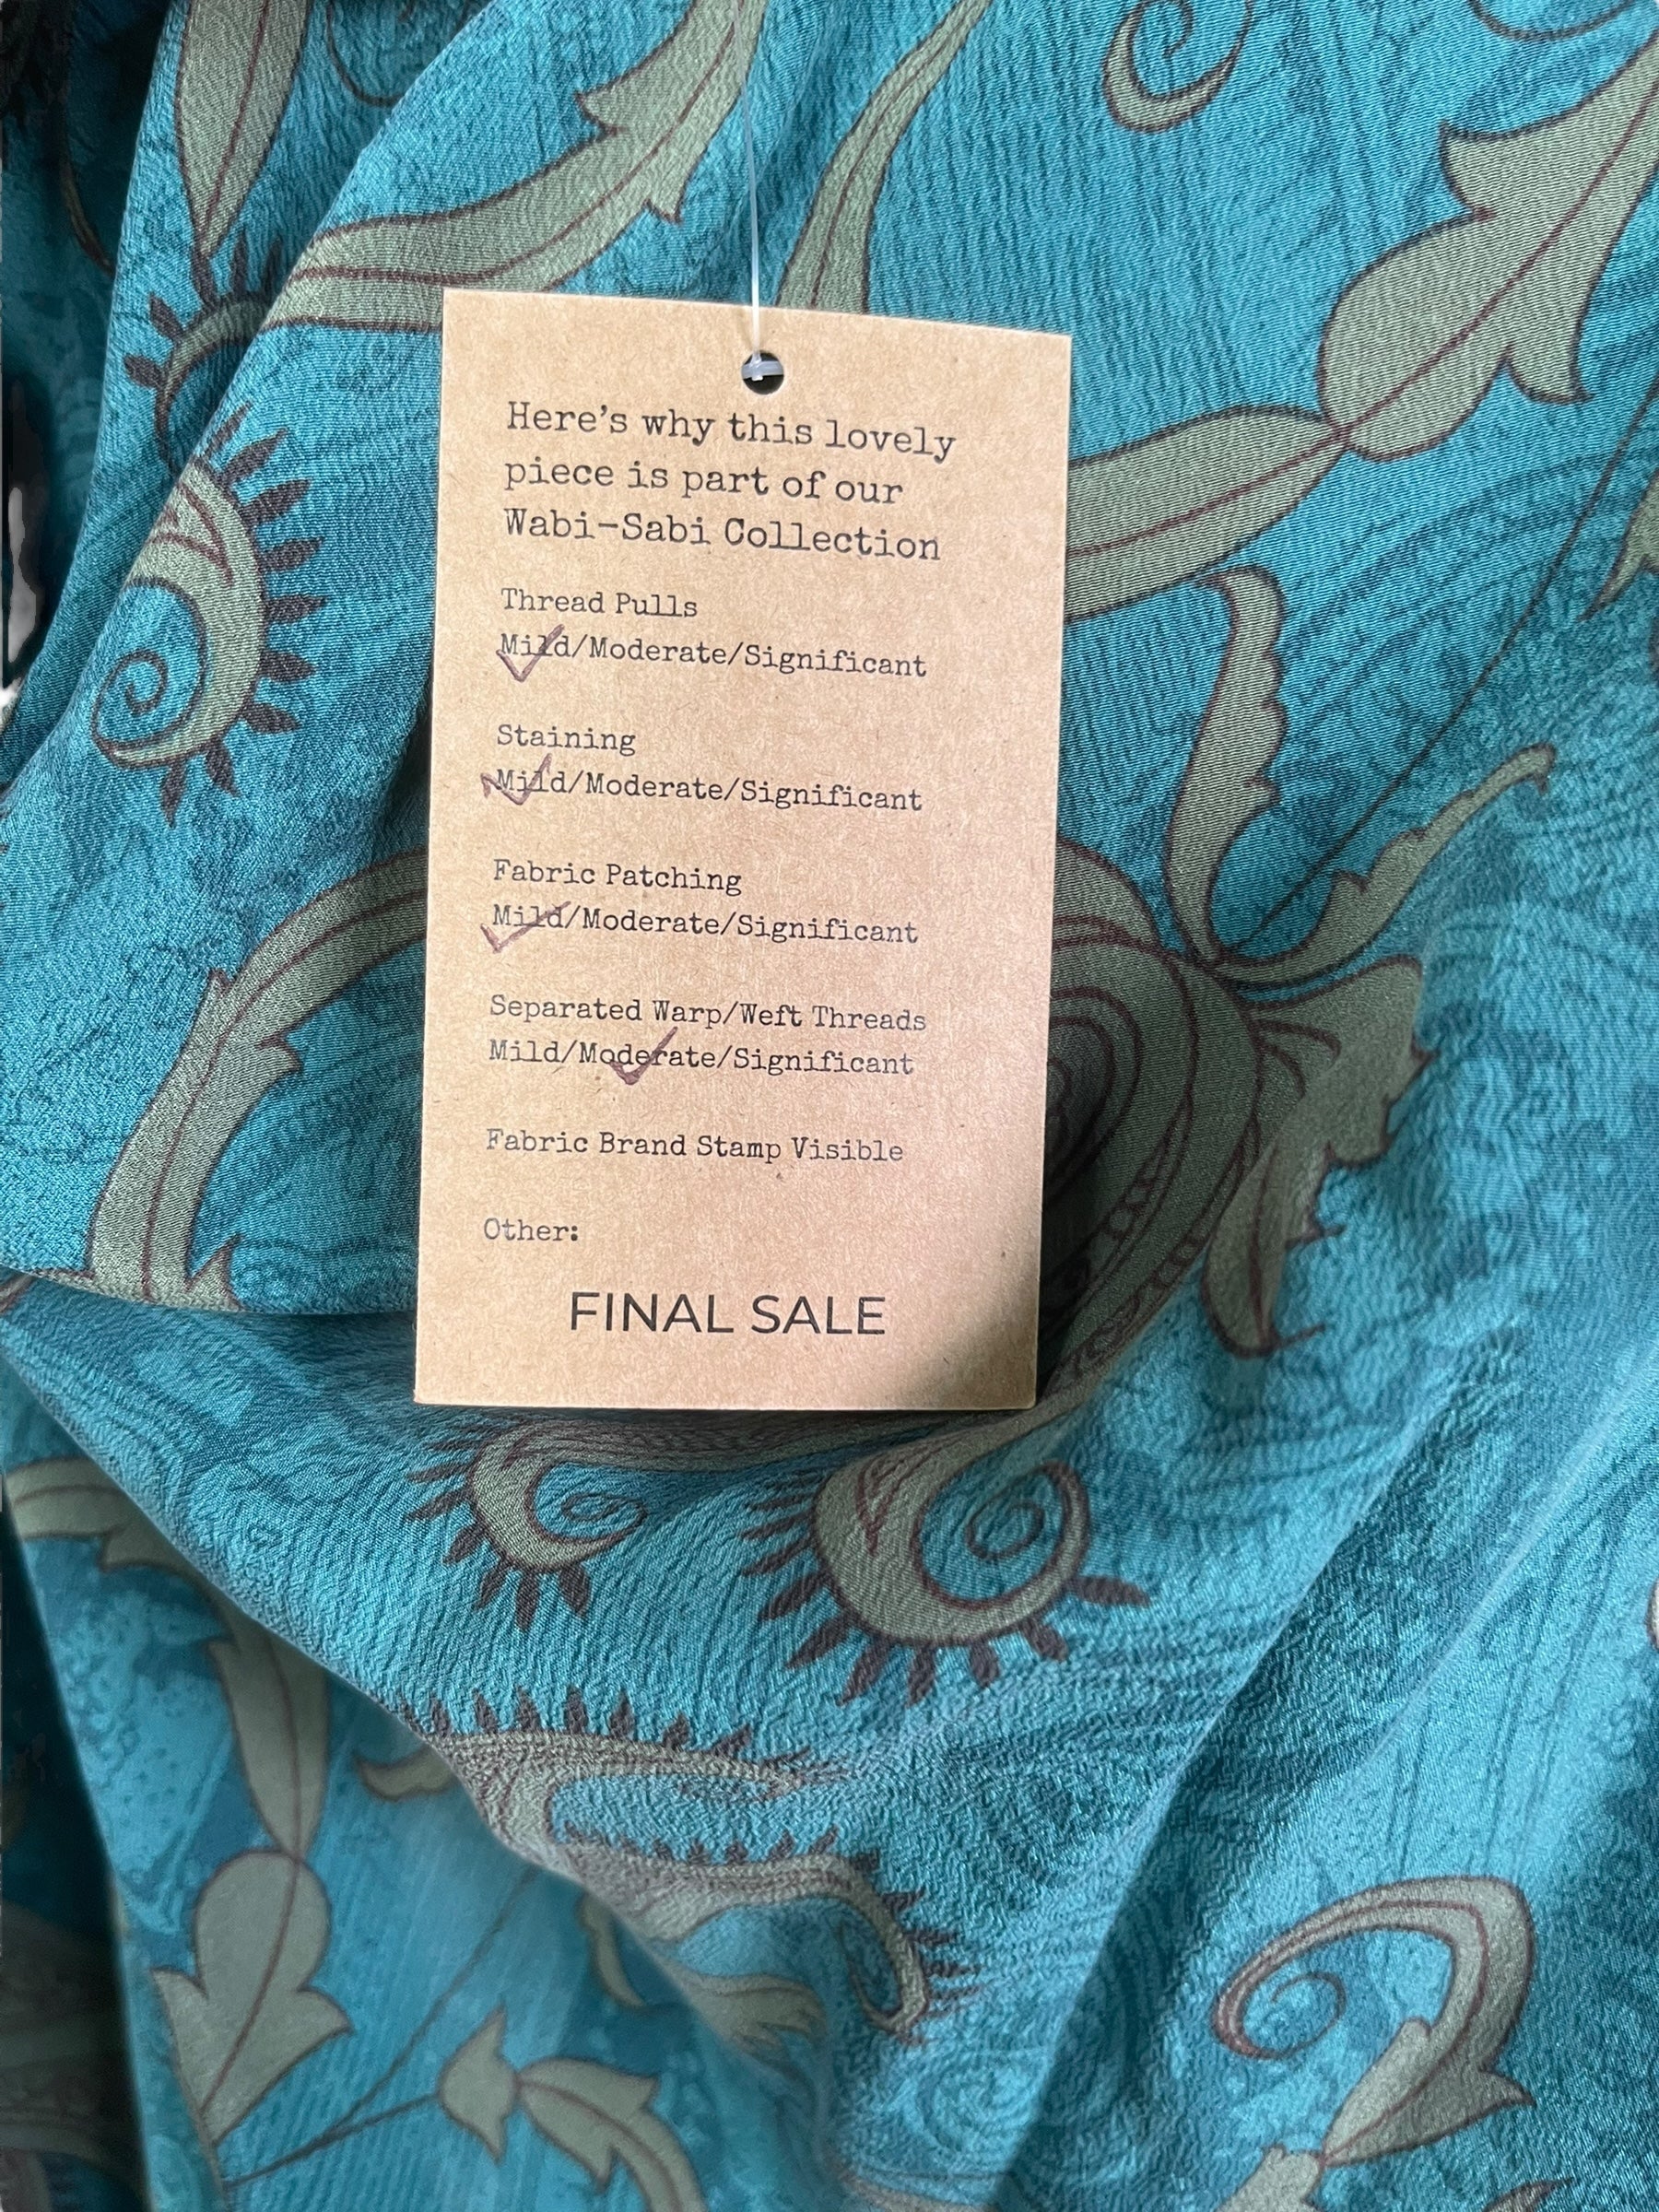 Here's why this lovely
piece is part of our
Wabi-Sabi Collection
Thread Pulls
Mild/Moderate/Significant
Staining
Mild/Moderate/Significant
Fabric Patching
Mild/Moderate/Significant
Separated Warp/Weft Threads
Mild/Moderate/Significant
Fabric Brand Stamp Visible
Other:
FINAL SALE